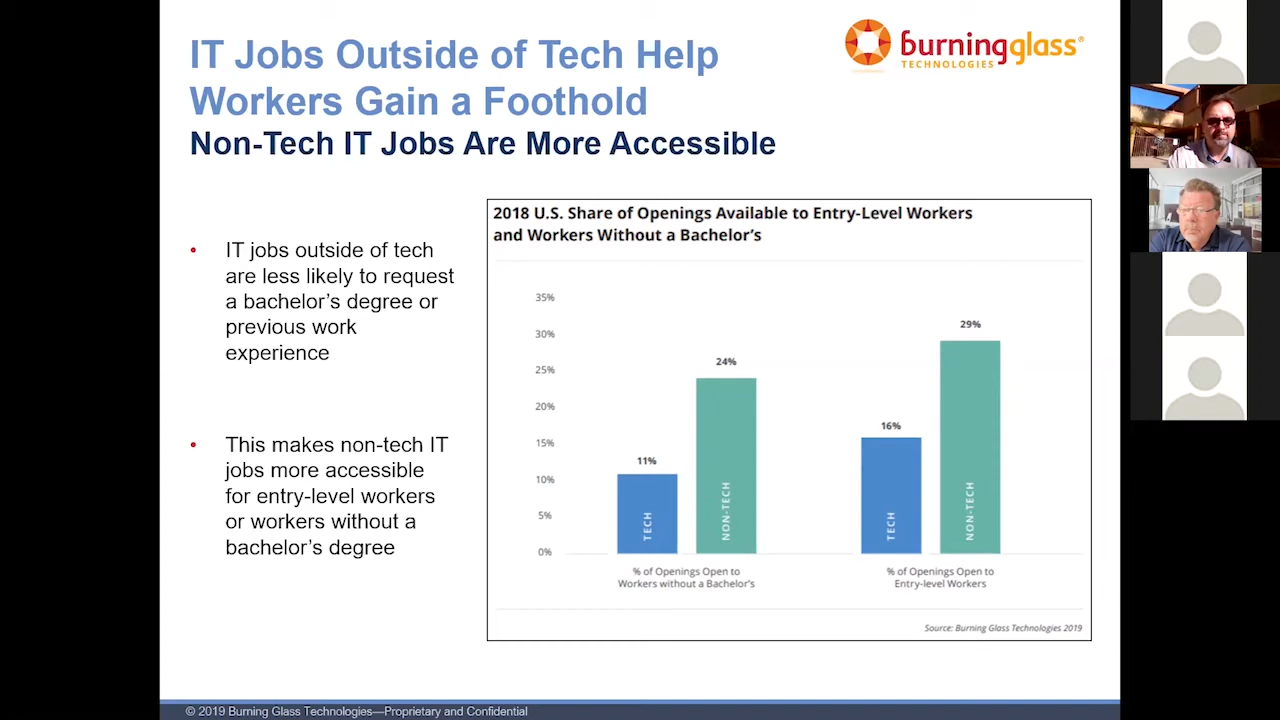 IT Jobs Outside of Tech Help
Workers Gain a Foothold
Non-Tech IT Jobs Are More Accessible
burningglass®
TECHNOLOGIES
• IT jobs outside of tech
are less likely to request
a bachelor's degree or
previous work
experience
• This makes non-tech IT
jobs more accessible
for entry-level workers
or workers without a
bachelor's degree
2018 U.S. Share of Openings Available to Entry-Level Workers
and Workers Without a Bachelor's
35%
30%
25%
20%
15%
10%
5%
0%
11%
TECH
24%
NON-TECH
16%
TECH
29%
NON-TECH
% of Openings Open to
Workers without a Bachelor's
% of Openings Open to
Entry-level Workers
Source: Burning Glass Technologies 2019
© 2019 Burning Glass Technologies—Proprietary and Confidential